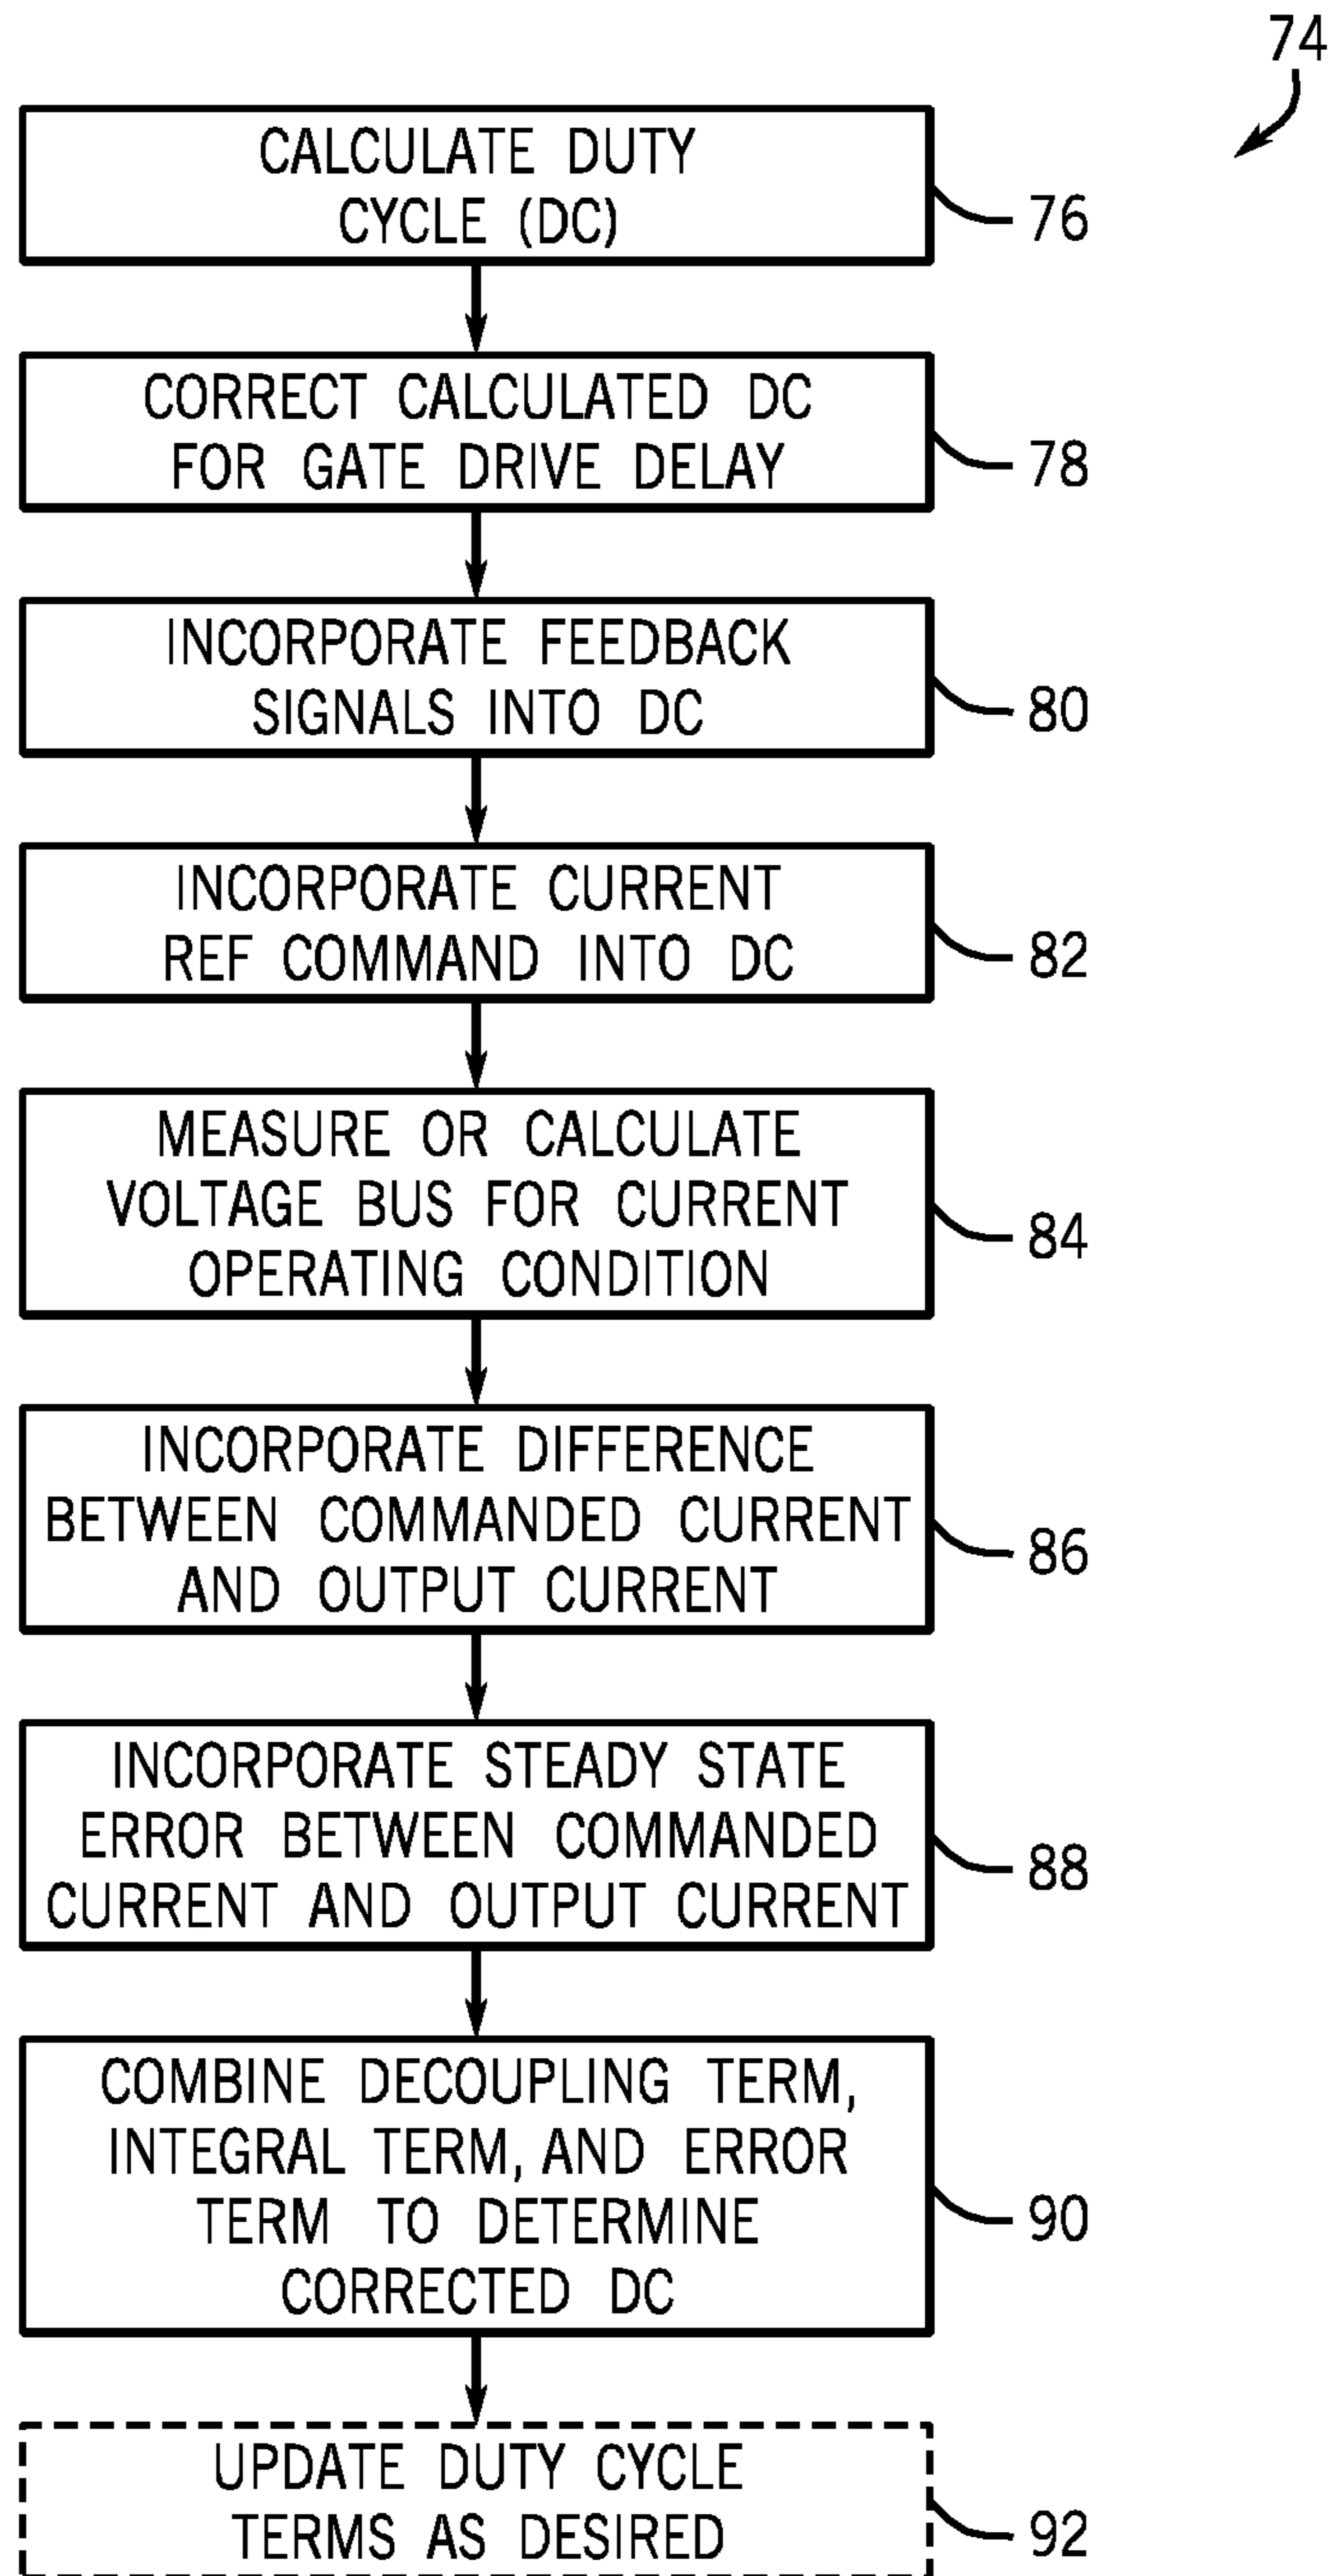 74
CALCULATE DUTY
CYCLE (DC)
76
CORRECT CALCULATED DC
FOR GATE DRIVE DELAY
78
INCORPORATE FEEDBACK
SIGNALS INTO DC
80
INCORPORATE CURRENT
REF COMMAND INTO DC
82
MEASURE OR CALCULATE
VOLTAGE BUS FOR CURRENT
OPERATING CONDITION
84
INCORPORATE DIFFERENCE
BETWEEN COMMANDED CURRENT
AND OUTPUT CURRENT
86
INCORPORATE STEADY STATE
ERROR BETWEEN COMMANDED
CURRENT AND OUTPUT CURRENT
88
COMBINE DECOUPLING TERM,
INTEGRAL TERM, AND ERROR
TERM TO DETERMINE
CORRECTED DC
90
UPDATE DUTY CYCLE
TERMS AS DESIRED
92